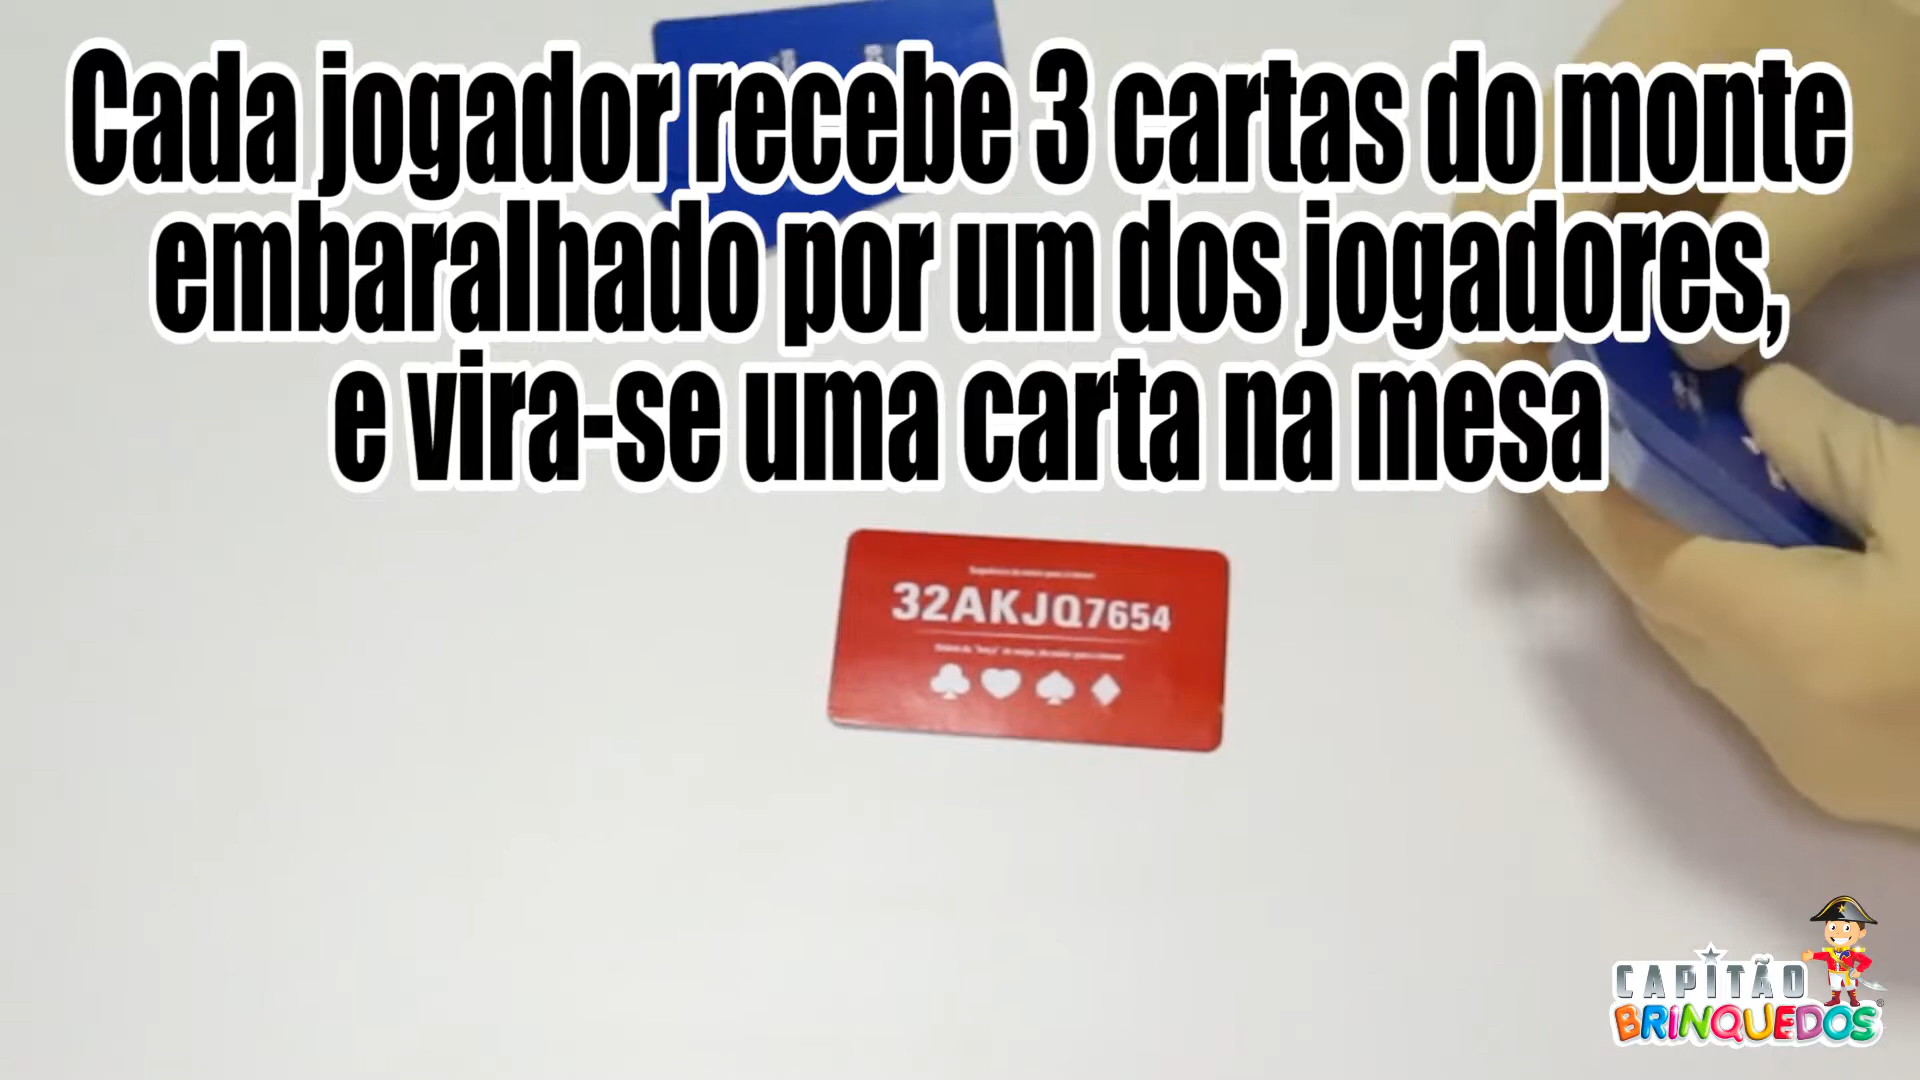 Cada jogador recebe 3 cartas do monte
embaralhado por um dos jogadores,
e vira-se uma carta na mesa
32AKJQ7654
CAPITÃO
BRINQUEDOS